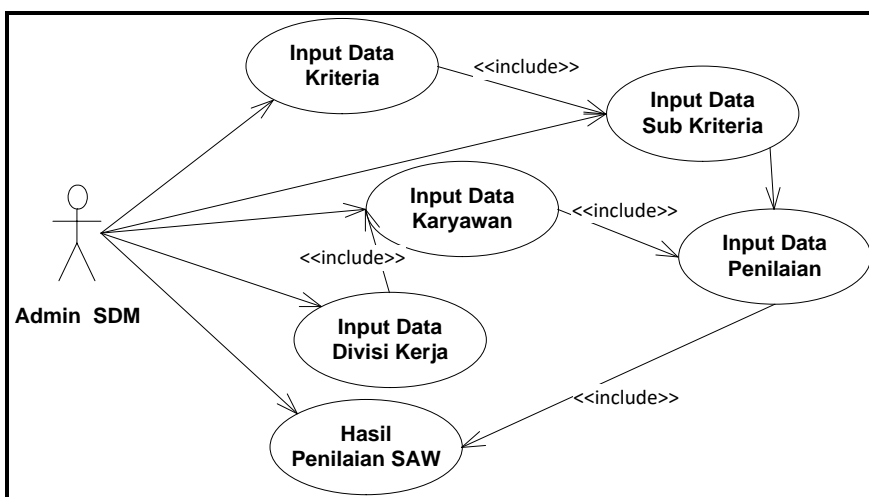 Input Data
Kriteria
<<include>>
Input Data
Sub Kriteria
Input Data
Karyawan
<<include>>
Input Data
Penilaian
<<include>>
Admin SDM
Input Data
Divisi Kerja
<<include>>
Hasil
Penilaian SAW